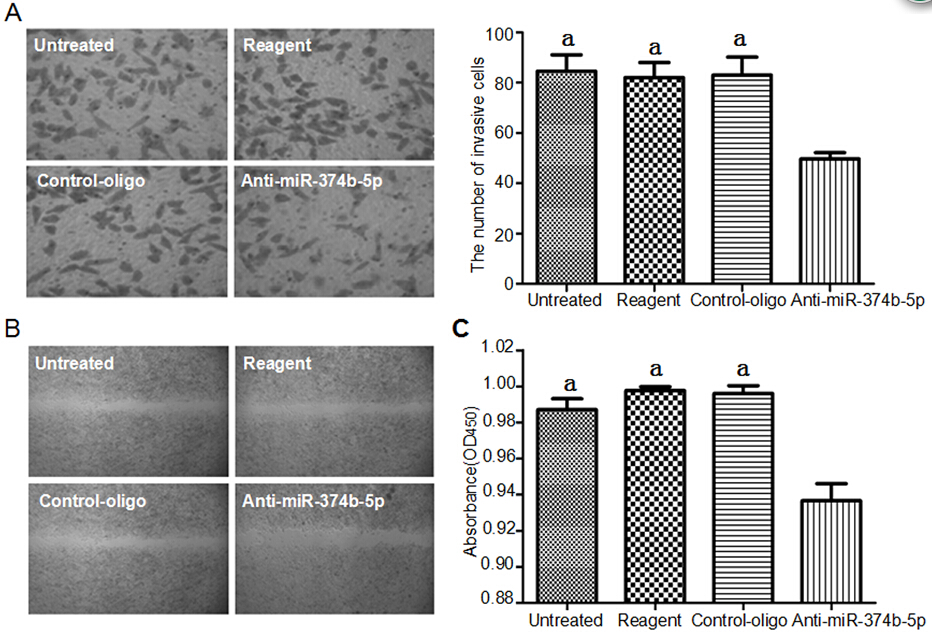 A
Untreated
Reagent
Control-oligo
Anti-miR-374b-5p
The number of invasive cells
100
80
60
40
20
0
a
a
a
Untreated
Reagent
Control-oligo
Anti-miR-374b-5p
B
Untreated
Reagent
Control-oligo
Anti-miR-374b-5p
C
Absorbance(OD450)
1.02
1.00
0.98
0.96
0.94
0.92
0.90
0.88
a
a
a
Untreated
Reagent
Control-oligo
Anti-miR-374b-5p